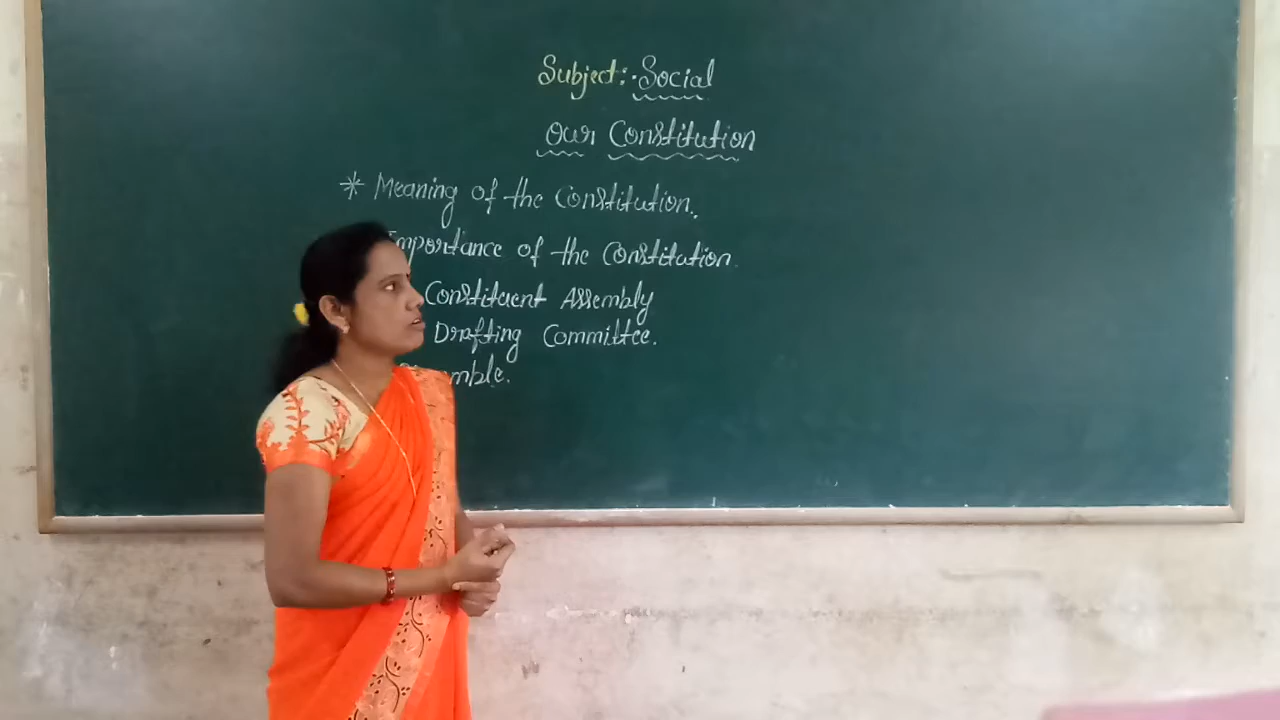 Subject:- Social
Our Constitution
* Meaning of the Constitution.
Importance of the Constitution.
Constituent Assembly
Drafting Committee.